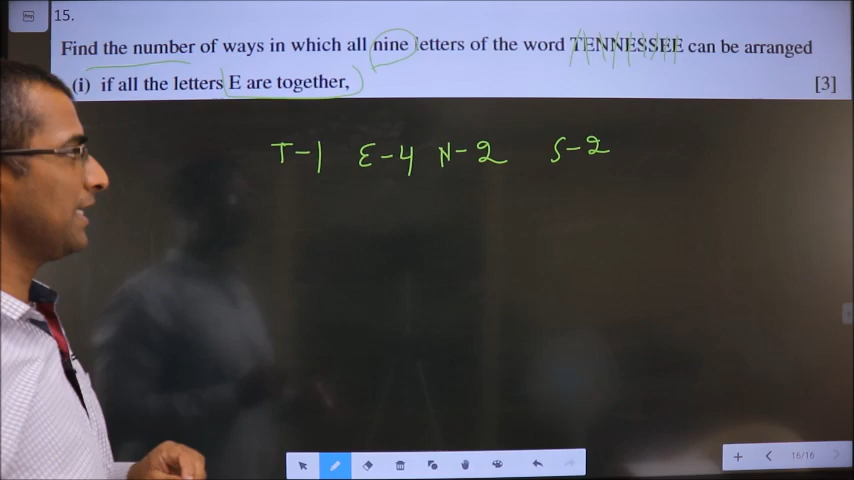 15.
Find the number of ways in which all nine letters of the word TENNESSEE can be arranged
(i) if all the letters E are together, [3]
T-1 E-4 N-2 S-2
16/16